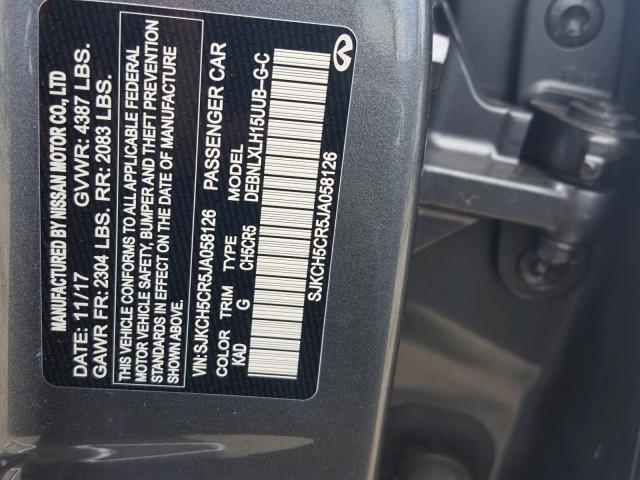 MANUFACTURED BY NISSAN MOTOR CO., LTD
DATE: 11/17 GVWR: 4387 LBS.
GAWR FR: 2304 LBS. RR: 2083 LBS.
THIS VEHICLE CONFORMS TO ALL APPLICABLE FEDERAL
MOTOR VEHICLE SAFETY, BUMPER AND THEFT PREVENTION
STANDARDS IN EFFECT ON THE DATE OF MANUFACTURE
SHOWN ABOVE.
VIN: SJKCH5CR5JA058126 PASSENGER CAR
COLOR TRIM TYPE MODEL
KAD G CH5CR5 DEBNLXLH15UUB-G-C
SJKCH5CR5JA058126